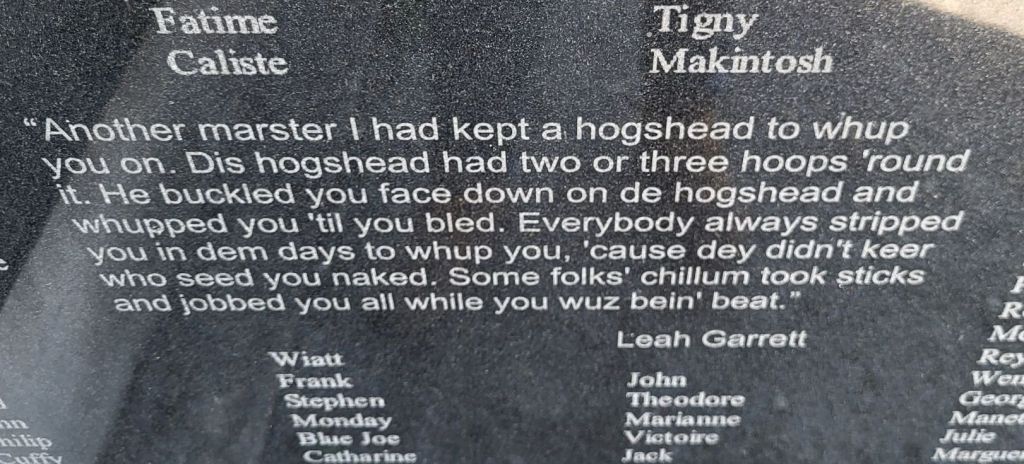 Fatime Tigny
Caliste Makintosh
“Another marster I had kept a hogshead to whup
you on. Dis hogshead had two or three hoops 'round
it. He buckled you face down on de hogshead and
whupped you 'til you bled. Everybody always stripped
you in dem days to whup you, 'cause dey didn't keer
who seed you naked. Some folks' chillum took sticks
and jobbed you all while you wuz bein' beat.”
Leah Garrett
Wiatt
Frank John
Stephen Theodore
Monday Marianne
Blue Joe Victoire
Catharine Jack
Julie